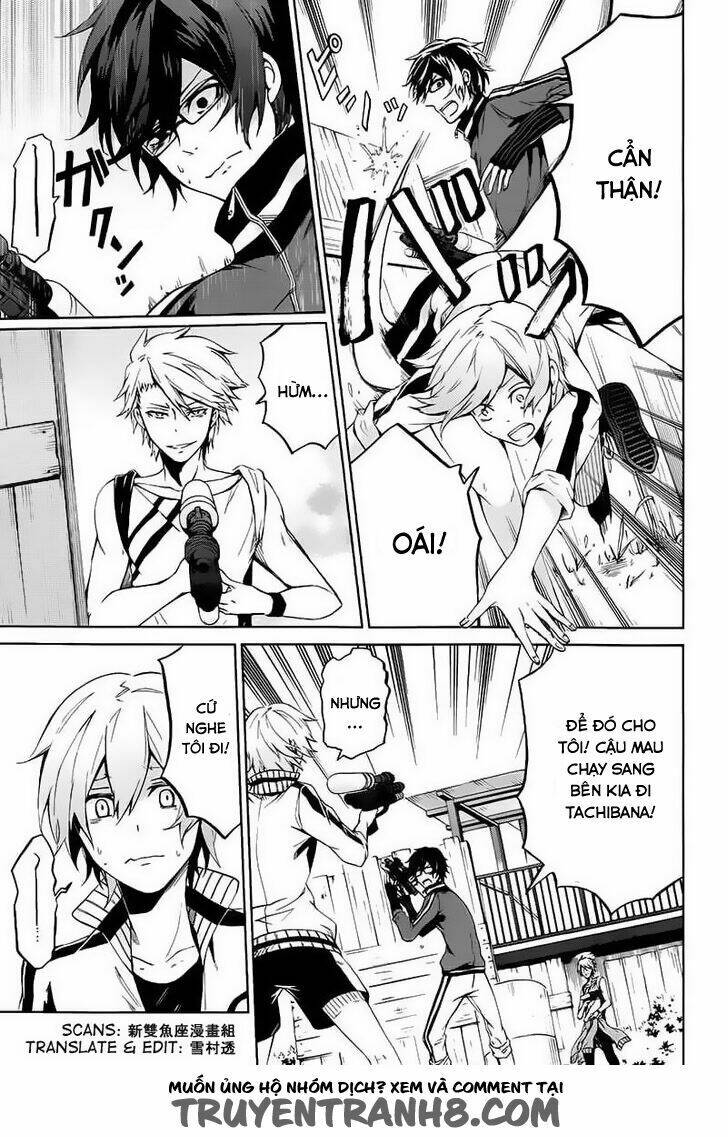 CẨN
THẬN!
OÁI!
HỪM...
ĐỂ ĐÓ CHO
TÔI! CẬU MAU
CHẠY SANG
BÊN KIA ĐI
TACHIBANA!
NHƯNG
...
CỨ
NGHE
TÔI ĐI!
SCANS: 新雙魚座漫畫組
TRANSLATE & EDIT: 雪村透
MUỐN ỦNG HỘ NHÓM DỊCH? XEM VÀ COMMENT TẠI
TRUYENTRANH8.COM